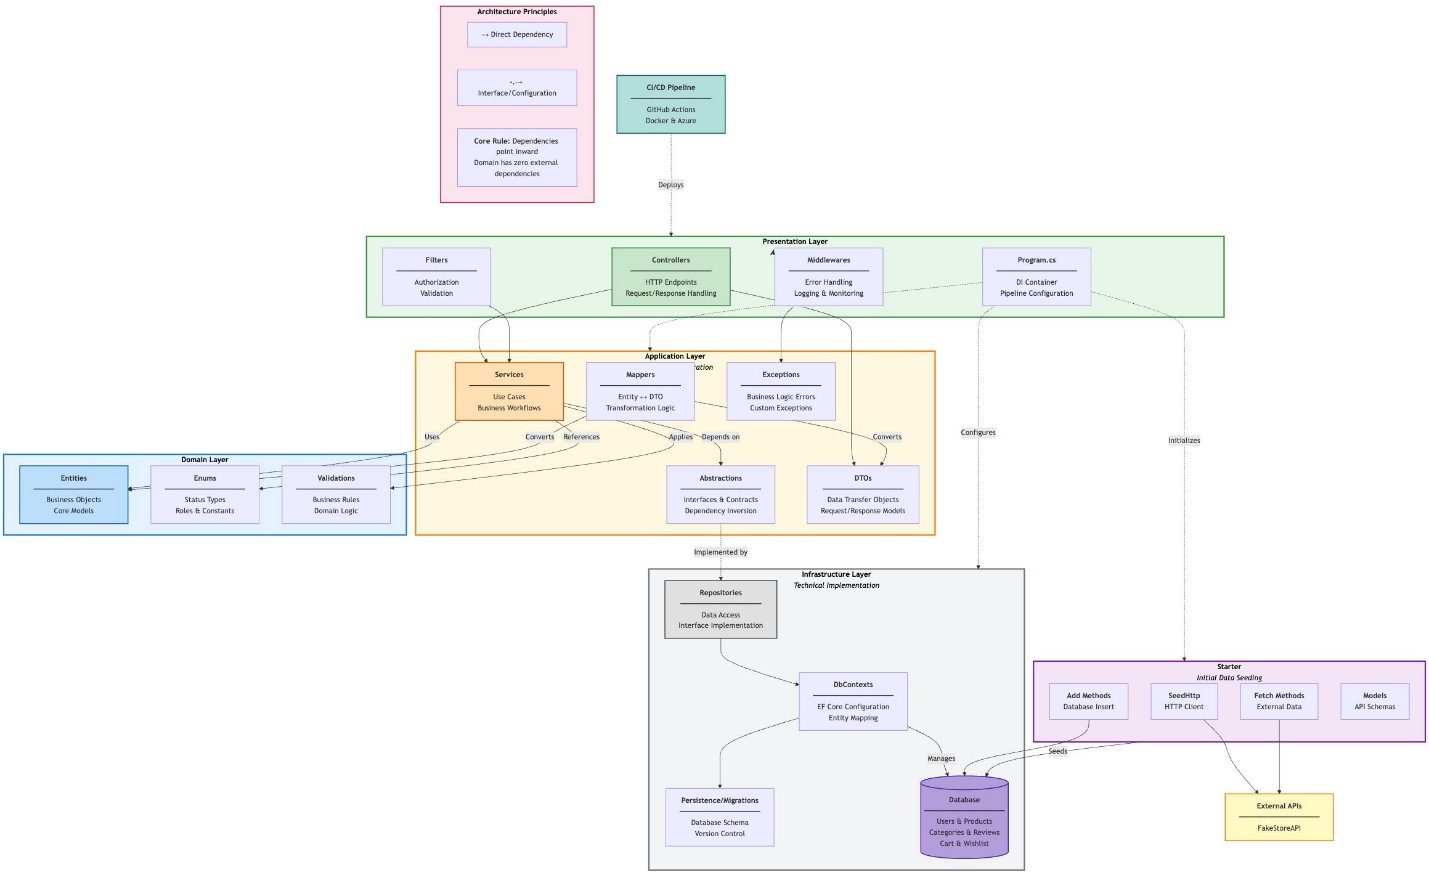 Architecture Principles
→ Direct Dependency
-.→
Interface/Configuration
Core Rule: Dependencies
point inward
Domain has zero external
dependencies
CI/CD Pipeline
GitHub Actions
Docker & Azure
Deploys
Presentation Layer
Filters
Authorization
Validation
Controllers
HTTP Endpoints
Request/Response Handling
Middlewares
Error Handling
Logging & Monitoring
Program.cs
DI Container
Pipeline Configuration
Application Layer
Services
Use Cases
Business Workflows
Mappers
Entity ↔ DTO
Transformation Logic
Exceptions
Business Logic Errors
Custom Exceptions
Configures
Initializes
Uses
Converts
References
Applies
Depends on
Converts
Domain Layer
Entities
Business Objects
Core Models
Enums
Status Types
Roles & Constants
Validations
Business Rules
Domain Logic
Abstractions
Interfaces & Contracts
Dependency Inversion
DTOs
Data Transfer Objects
Request/Response Models
Implemented by
Infrastructure Layer
Technical Implementation
Repositories
Data Access
Interface Implementation
DbContexts
EF Core Configuration
Entity Mapping
Manages
Persistence/Migrations
Database Schema
Version Control
Database
Users & Products
Categories & Reviews
Cart & Wishlist
Starter
Initial Data Seeding
Add Methods
Database Insert
SeedHttp
HTTP Client
Fetch Methods
External Data
Models
API Schemas
Seeds
External APIs
FakeStoreAPI